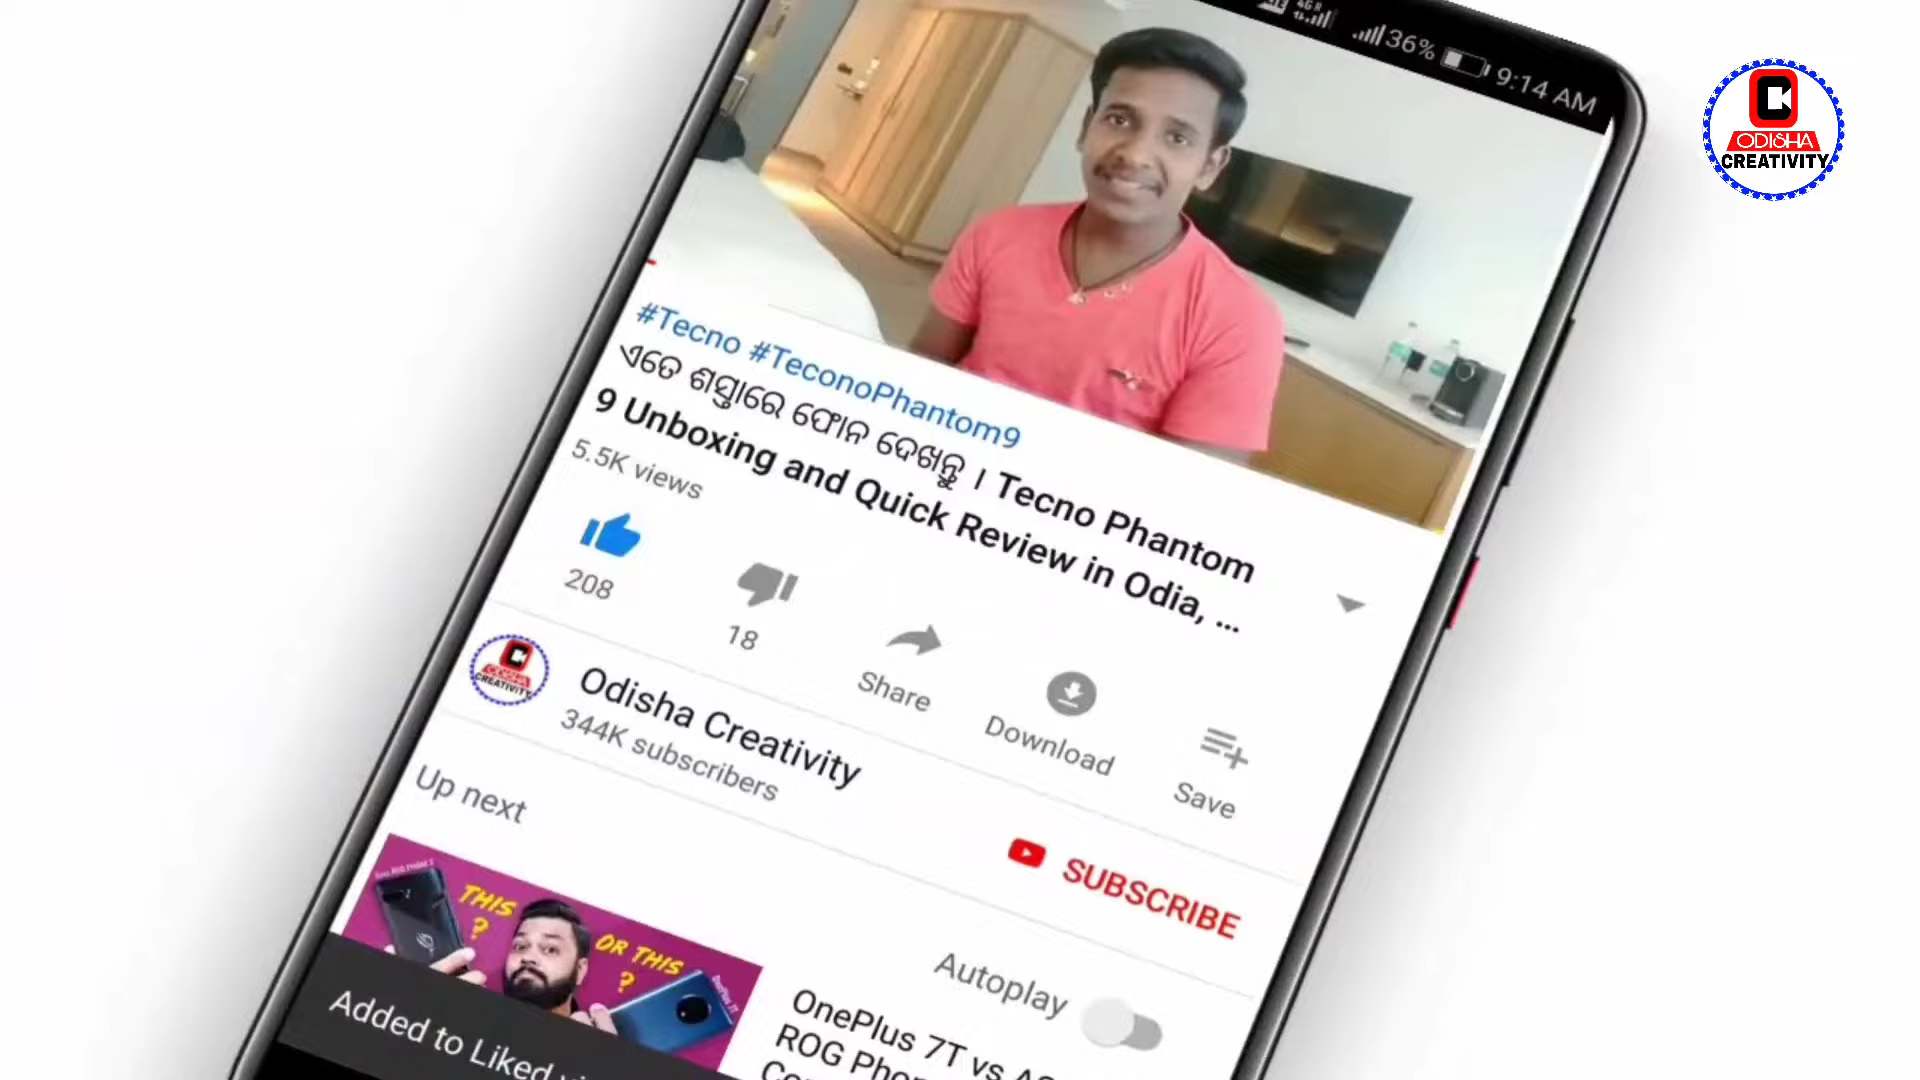 36% 9:14 AM
ODISHA
CREATIVITY
#Tecno #TeconoPhantom9
ଏତେ ଶସ୍ତାରେ ଫୋନ ଦେଖନ୍ତୁ । Tecno Phantom
9 Unboxing and Quick Review in Odia, ...
5.5K views
208
18
Share
Download
Save
ODISHA
CREATIVITY
Odisha Creativity
344K subscribers
SUBSCRIBE
Up next
Autoplay
THIS
?
OR THIS
?
OnePlus 7T vs
ROG
Added to Liked